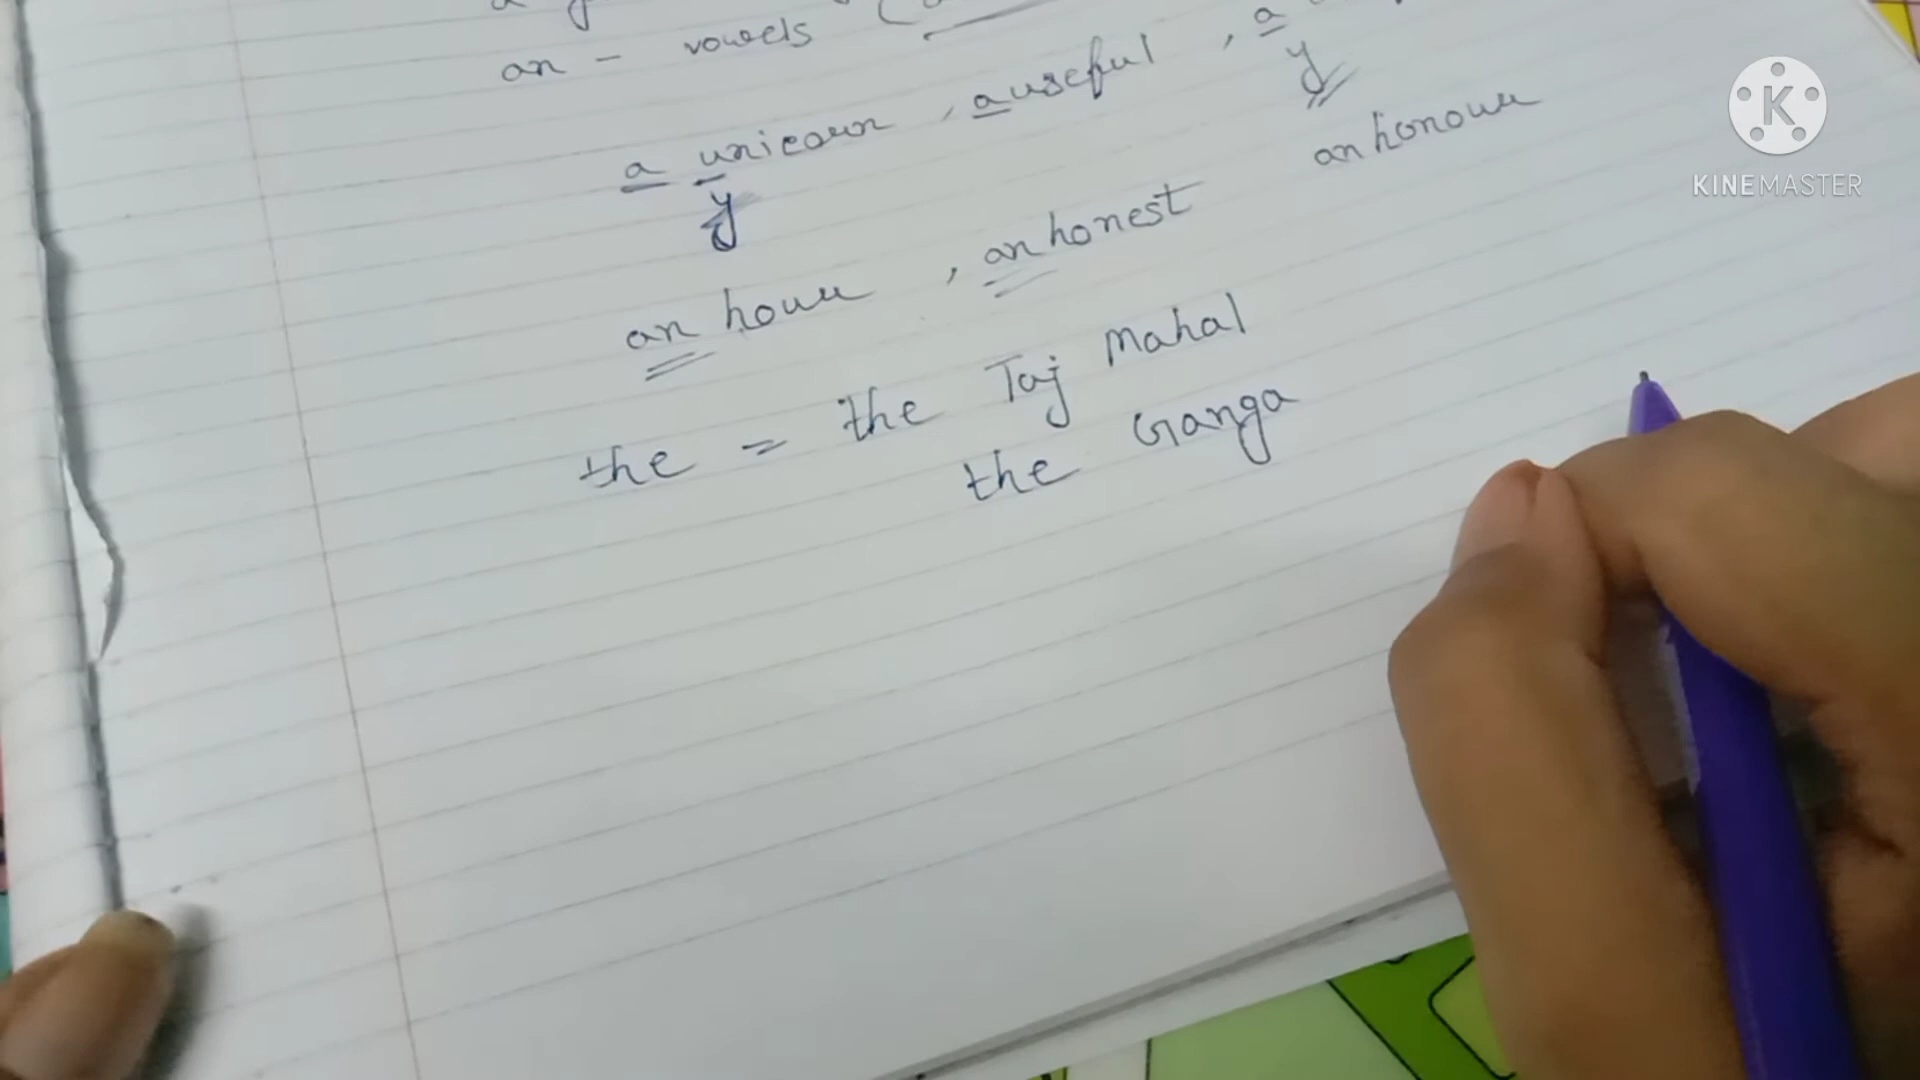 an - vowels
a unicorn , a useful , a
y
y
an hour , an honest an honour
the = the Taj Mahal
the Ganga
K
KINEMASTER